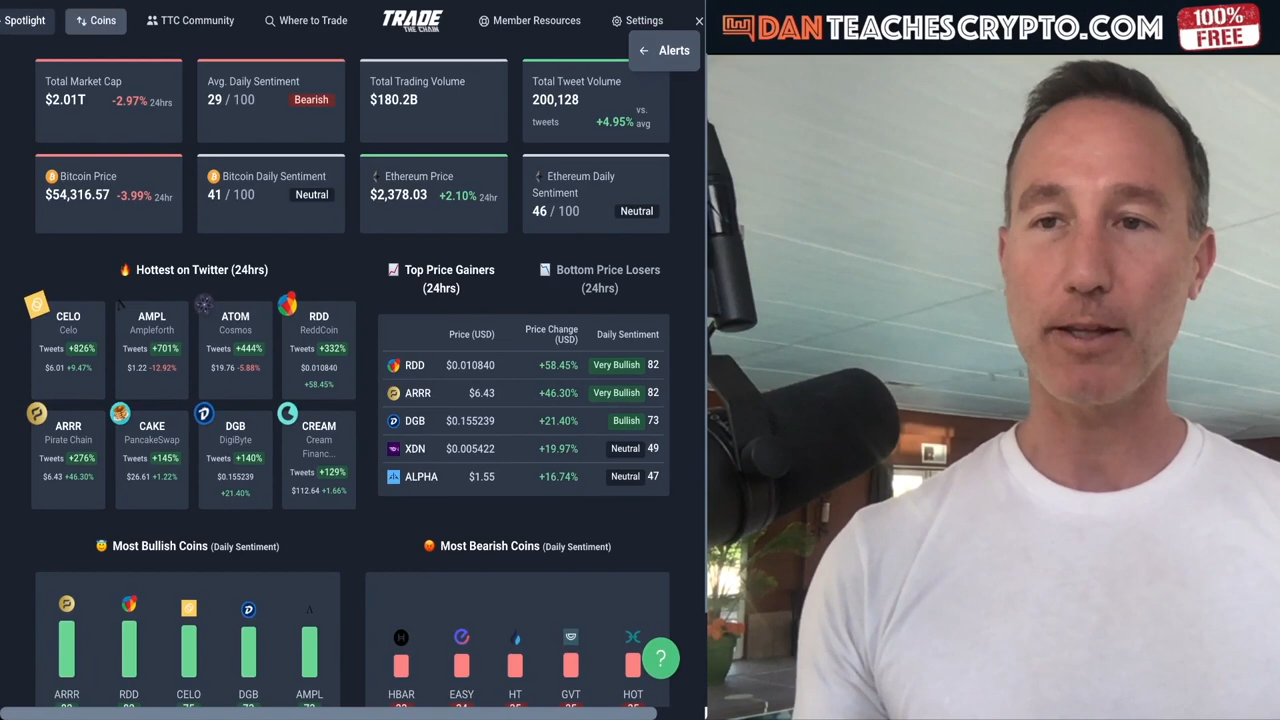 Spotlight
Coins
TTC Community
Where to Trade
TRADE
THE CHAIN
Member Resources
Settings
Alerts
DANTEACHESCRYPTO.COM
100%
FREE
Total Market Cap
$2.01T -2.97% 24hrs
Avg. Daily Sentiment
29 / 100 Bearish
Total Trading Volume
$180.2B
Total Tweet Volume
200,128
tweets +4.95% vs. avg
Bitcoin Price
$54,316.57 -3.99% 24hr
Bitcoin Daily Sentiment
41 / 100 Neutral
Ethereum Price
$2,378.03 +2.10% 24hr
Ethereum Daily
Sentiment
46 / 100 Neutral
Hottest on Twitter (24hrs)
CELO
Celo
Tweets +826%
$6.01 +9.47%
AMPL
Ampleforth
Tweets +701%
$1.22 -12.92%
ATOM
Cosmos
Tweets +444%
$19.76 -5.88%
RDD
ReddCoin
Tweets +332%
$0.010840
+58.45%
ARRR
Pirate Chain
Tweets +276%
$6.43 +46.30%
CAKE
PancakeSwap
Tweets +145%
$26.61 +1.22%
DGB
DigiByte
Tweets +140%
$0.155239
+21.40%
CREAM
Cream
Financ...
Tweets +129%
$112.64 +1.66%
Top Price Gainers
(24hrs)
Bottom Price Losers
(24hrs)
Price (USD) Price Change (USD) Daily Sentiment
RDD $0.010840 +58.45% Very Bullish 82
ARRR $6.43 +46.30% Very Bullish 82
DGB $0.155239 +21.40% Bullish 73
XDN $0.005422 +19.97% Neutral 49
ALPHA $1.55 +16.74% Neutral 47
Most Bullish Coins (Daily Sentiment)
ARRR RDD CELO DGB AMPL
Most Bearish Coins (Daily Sentiment)
HBAR EASY HT GVT HOT
?